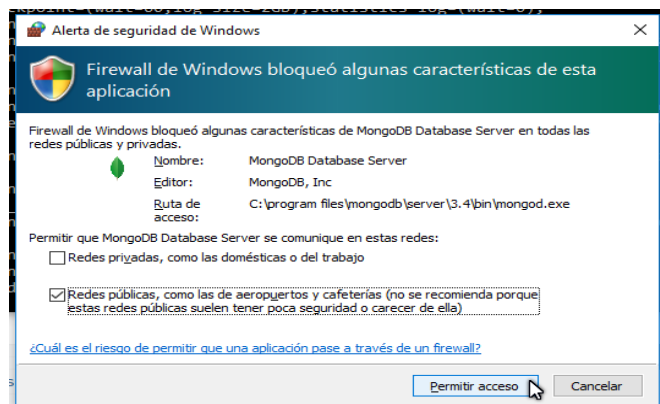 Alerta de seguridad de Windows
Firewall de Windows bloqueó algunas características de esta
aplicación
Firewall de Windows bloqueó algunas características de MongoDB Database Server en todas las
redes públicas y privadas.
Nombre: MongoDB Database Server
Editor: MongoDB, Inc
Ruta de C:\program files\mongodb\server\3.4\bin\mongod.exe
acceso:
Permitir que MongoDB Database Server se comunique en estas redes:
Redes privadas, como las domésticas o del trabajo
Redes públicas, como las de aeropuertos y cafeterías (no se recomienda porque
estas redes públicas suelen tener poca seguridad o carecer de ella)
¿Cuál es el riesgo de permitir que una aplicación pase a través de un firewall?
Permitir acceso Cancelar